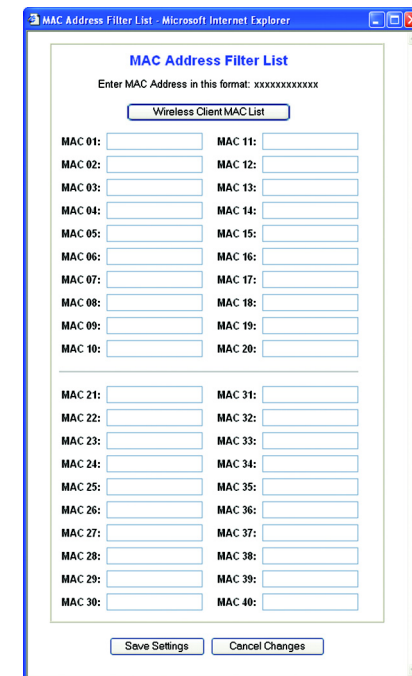 MAC Address Filter List - Microsoft Internet Explorer
MAC Address Filter List
Enter MAC Address in this format: xxxxxxxxxxxx
Wireless Client MAC List
MAC 01: MAC 11:
MAC 02: MAC 12:
MAC 03: MAC 13:
MAC 04: MAC 14:
MAC 05: MAC 15:
MAC 06: MAC 16:
MAC 07: MAC 17:
MAC 08: MAC 18:
MAC 09: MAC 19:
MAC 10: MAC 20:
MAC 21: MAC 31:
MAC 22: MAC 32:
MAC 23: MAC 33:
MAC 24: MAC 34:
MAC 25: MAC 35:
MAC 26: MAC 36:
MAC 27: MAC 37:
MAC 28: MAC 38:
MAC 29: MAC 39:
MAC 30: MAC 40:
Save Settings Cancel Changes